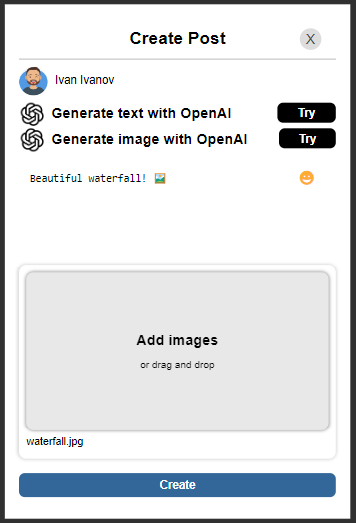 Create Post
X
Ivan Ivanov
Generate text with OpenAI
Try
Generate image with OpenAI
Try
Beautiful waterfall! 🖼️
Add images
or drag and drop
waterfall.jpg
Create